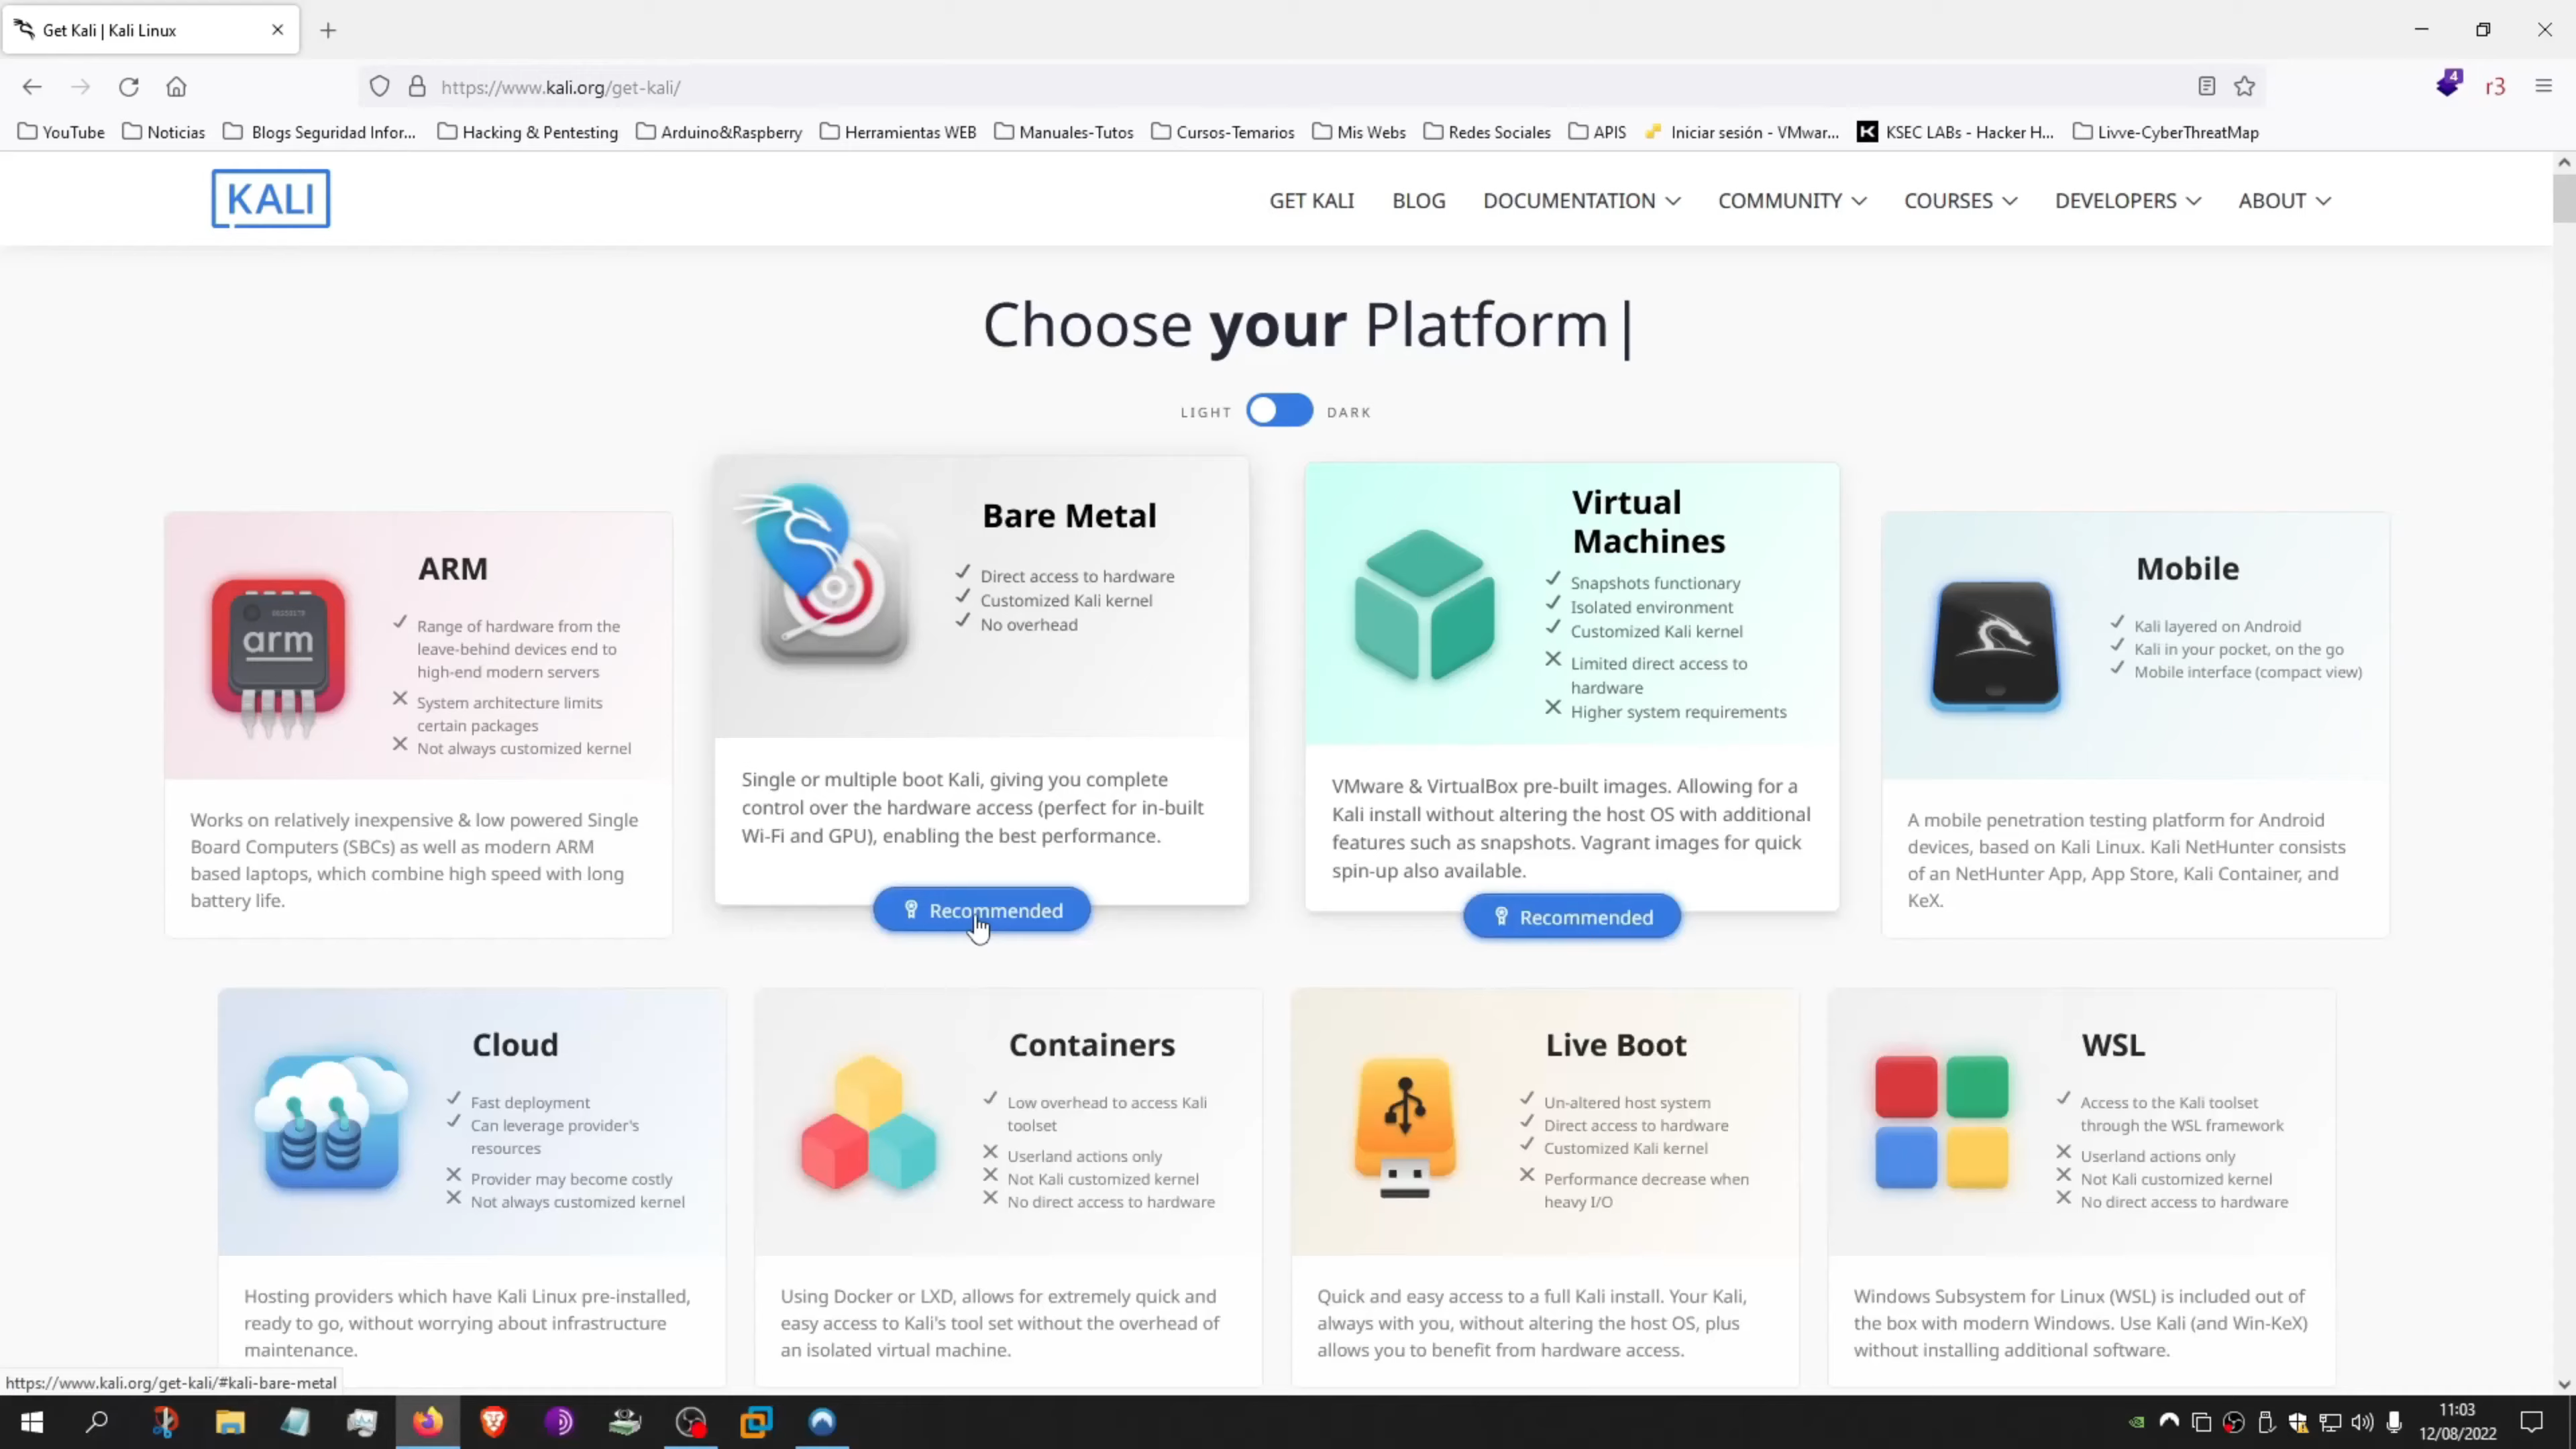 Get Kali | Kali Linux
https://www.kali.org/get-kali/
4
r3
YouTube
Noticias
Blogs Seguridad Infor...
Hacking & Pentesting
Arduino&Raspberry
Herramientas WEB
Manuales-Tutos
Cursos-Temarios
Mis Webs
Redes Sociales
APIS
Iniciar sesión - VMwar...
K
KSEC LABs - Hacker H...
Livve-CyberThreatMap
KALI
GET KALI
BLOG
DOCUMENTATION
COMMUNITY
COURSES
DEVELOPERS
ABOUT
Choose your Platform|
LIGHT
DARK
ARM
arm
Range of hardware from the
leave-behind devices end to
high-end modern servers
System architecture limits
certain packages
Not always customized kernel
Works on relatively inexpensive & low powered Single
Board Computers (SBCs) as well as modern ARM
based laptops, which combine high speed with long
battery life.
Bare Metal
Direct access to hardware
Customized Kali kernel
No overhead
Single or multiple boot Kali, giving you complete
control over the hardware access (perfect for in-built
Wi-Fi and GPU), enabling the best performance.
Recommended
Virtual
Machines
Snapshots functionary
Isolated environment
Customized Kali kernel
Limited direct access to
hardware
Higher system requirements
VMware & VirtualBox pre-built images. Allowing for a
Kali install without altering the host OS with additional
features such as snapshots. Vagrant images for quick
spin-up also available.
Recommended
Mobile
Kali layered on Android
Kali in your pocket, on the go
Mobile interface (compact view)
A mobile penetration testing platform for Android
devices, based on Kali Linux. Kali NetHunter consists
of an NetHunter App, App Store, Kali Container, and
KeX.
Cloud
Fast deployment
Can leverage provider's
resources
Provider may become costly
Not always customized kernel
Hosting providers which have Kali Linux pre-installed,
ready to go, without worrying about infrastructure
maintenance.
Containers
Low overhead to access Kali
toolset
Userland actions only
Not Kali customized kernel
No direct access to hardware
Using Docker or LXD, allows for extremely quick and
easy access to Kali's tool set without the overhead of
an isolated virtual machine.
Live Boot
Un-altered host system
Direct access to hardware
Customized Kali kernel
Performance decrease when
heavy I/O
Quick and easy access to a full Kali install. Your Kali,
always with you, without altering the host OS, plus
allows you to benefit from hardware access.
WSL
Access to the Kali toolset
through the WSL framework
Userland actions only
Not Kali customized kernel
No direct access to hardware
Windows Subsystem for Linux (WSL) is included out of
the box with modern Windows. Use Kali (and Win-KeX)
without installing additional software.
https://www.kali.org/get-kali/#kali-bare-metal
11:03
12/08/2022